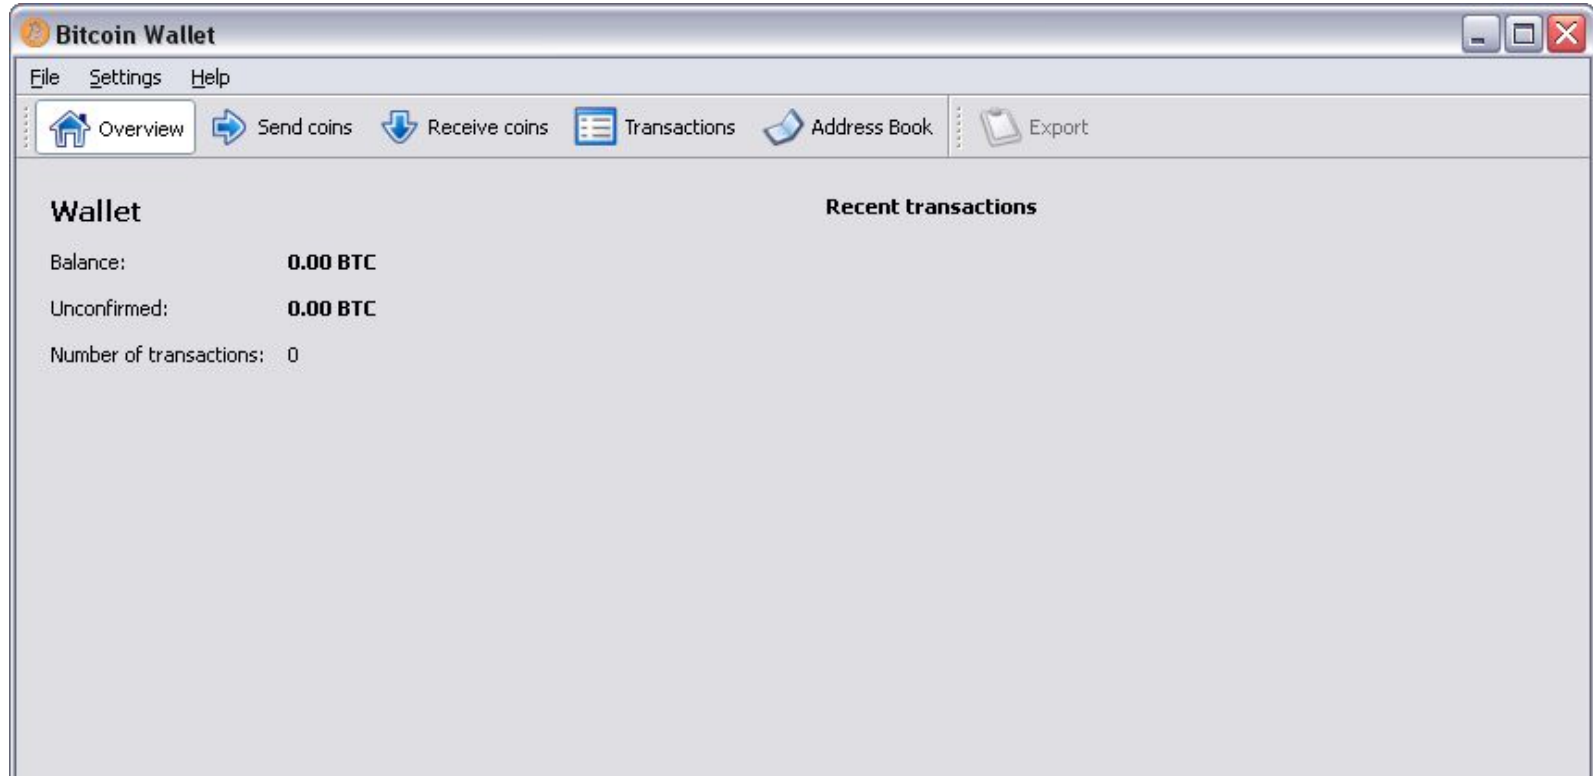 Bitcoin Wallet
File Settings Help
Overview Send coins Receive coins Transactions Address Book Export
Wallet Recent transactions
Balance: 0.00 BTC
Unconfirmed: 0.00 BTC
Number of transactions: 0